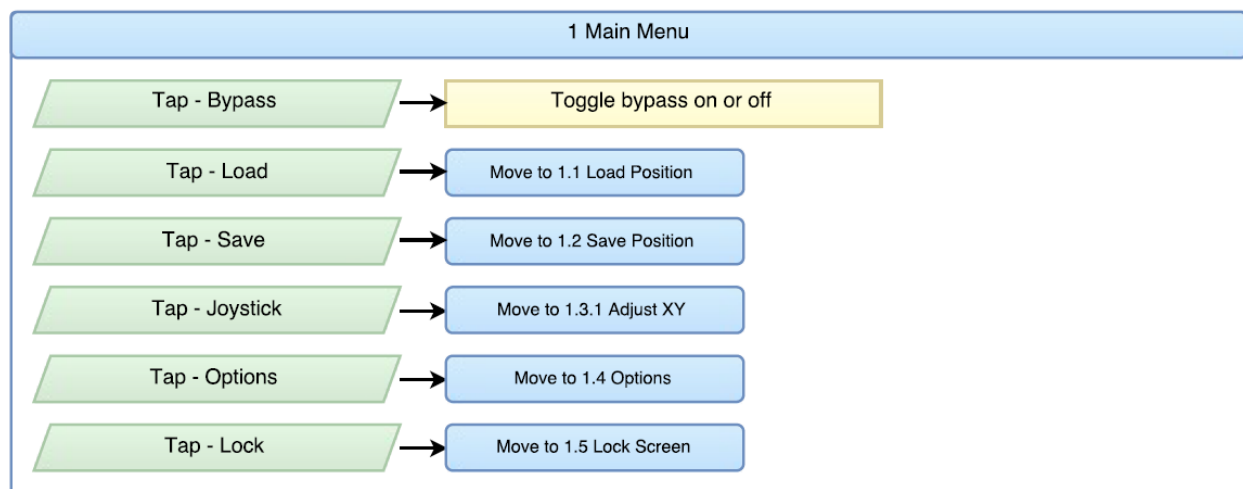 1 Main Menu
Tap - Bypass
Toggle bypass on or off
Tap - Load
Move to 1.1 Load Position
Tap - Save
Move to 1.2 Save Position
Tap - Joystick
Move to 1.3.1 Adjust XY
Tap - Options
Move to 1.4 Options
Tap - Lock
Move to 1.5 Lock Screen